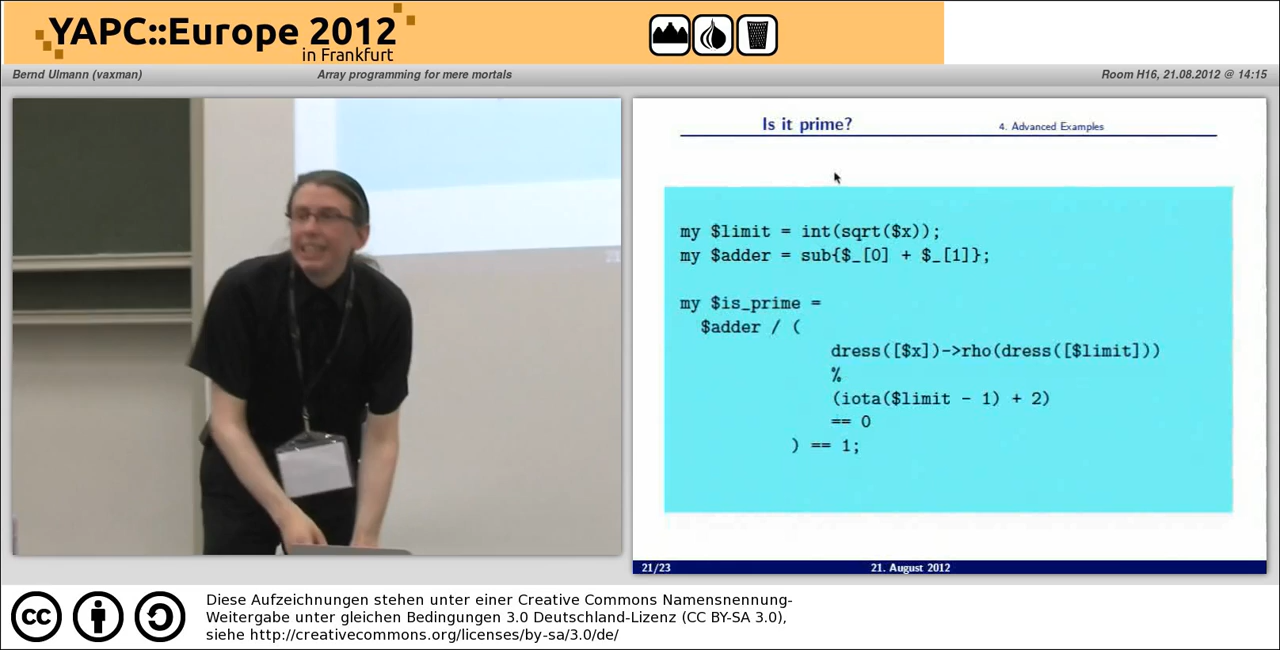 YAPC::Europe 2012
in Frankfurt
Bernd Ulmann (vaxman) Array programming for mere mortals Room H16, 21.08.2012 @ 14:15
Is it prime? 4. Advanced Examples
my $limit = int(sqrt($x));
my $adder = sub{$_[0] + $_[1]};
my $is_prime =
$adder / (
dress([$x])->rho(dress([$limit]))
%
(iota($limit - 1) + 2)
== 0
) == 1;
21/23 21. August 2012
cc
Diese Aufzeichnungen stehen unter einer Creative Commons Namensnennung-
Weitergabe unter gleichen Bedingungen 3.0 Deutschland-Lizenz (CC BY-SA 3.0),
siehe http://creativecommons.org/licenses/by-sa/3.0/de/